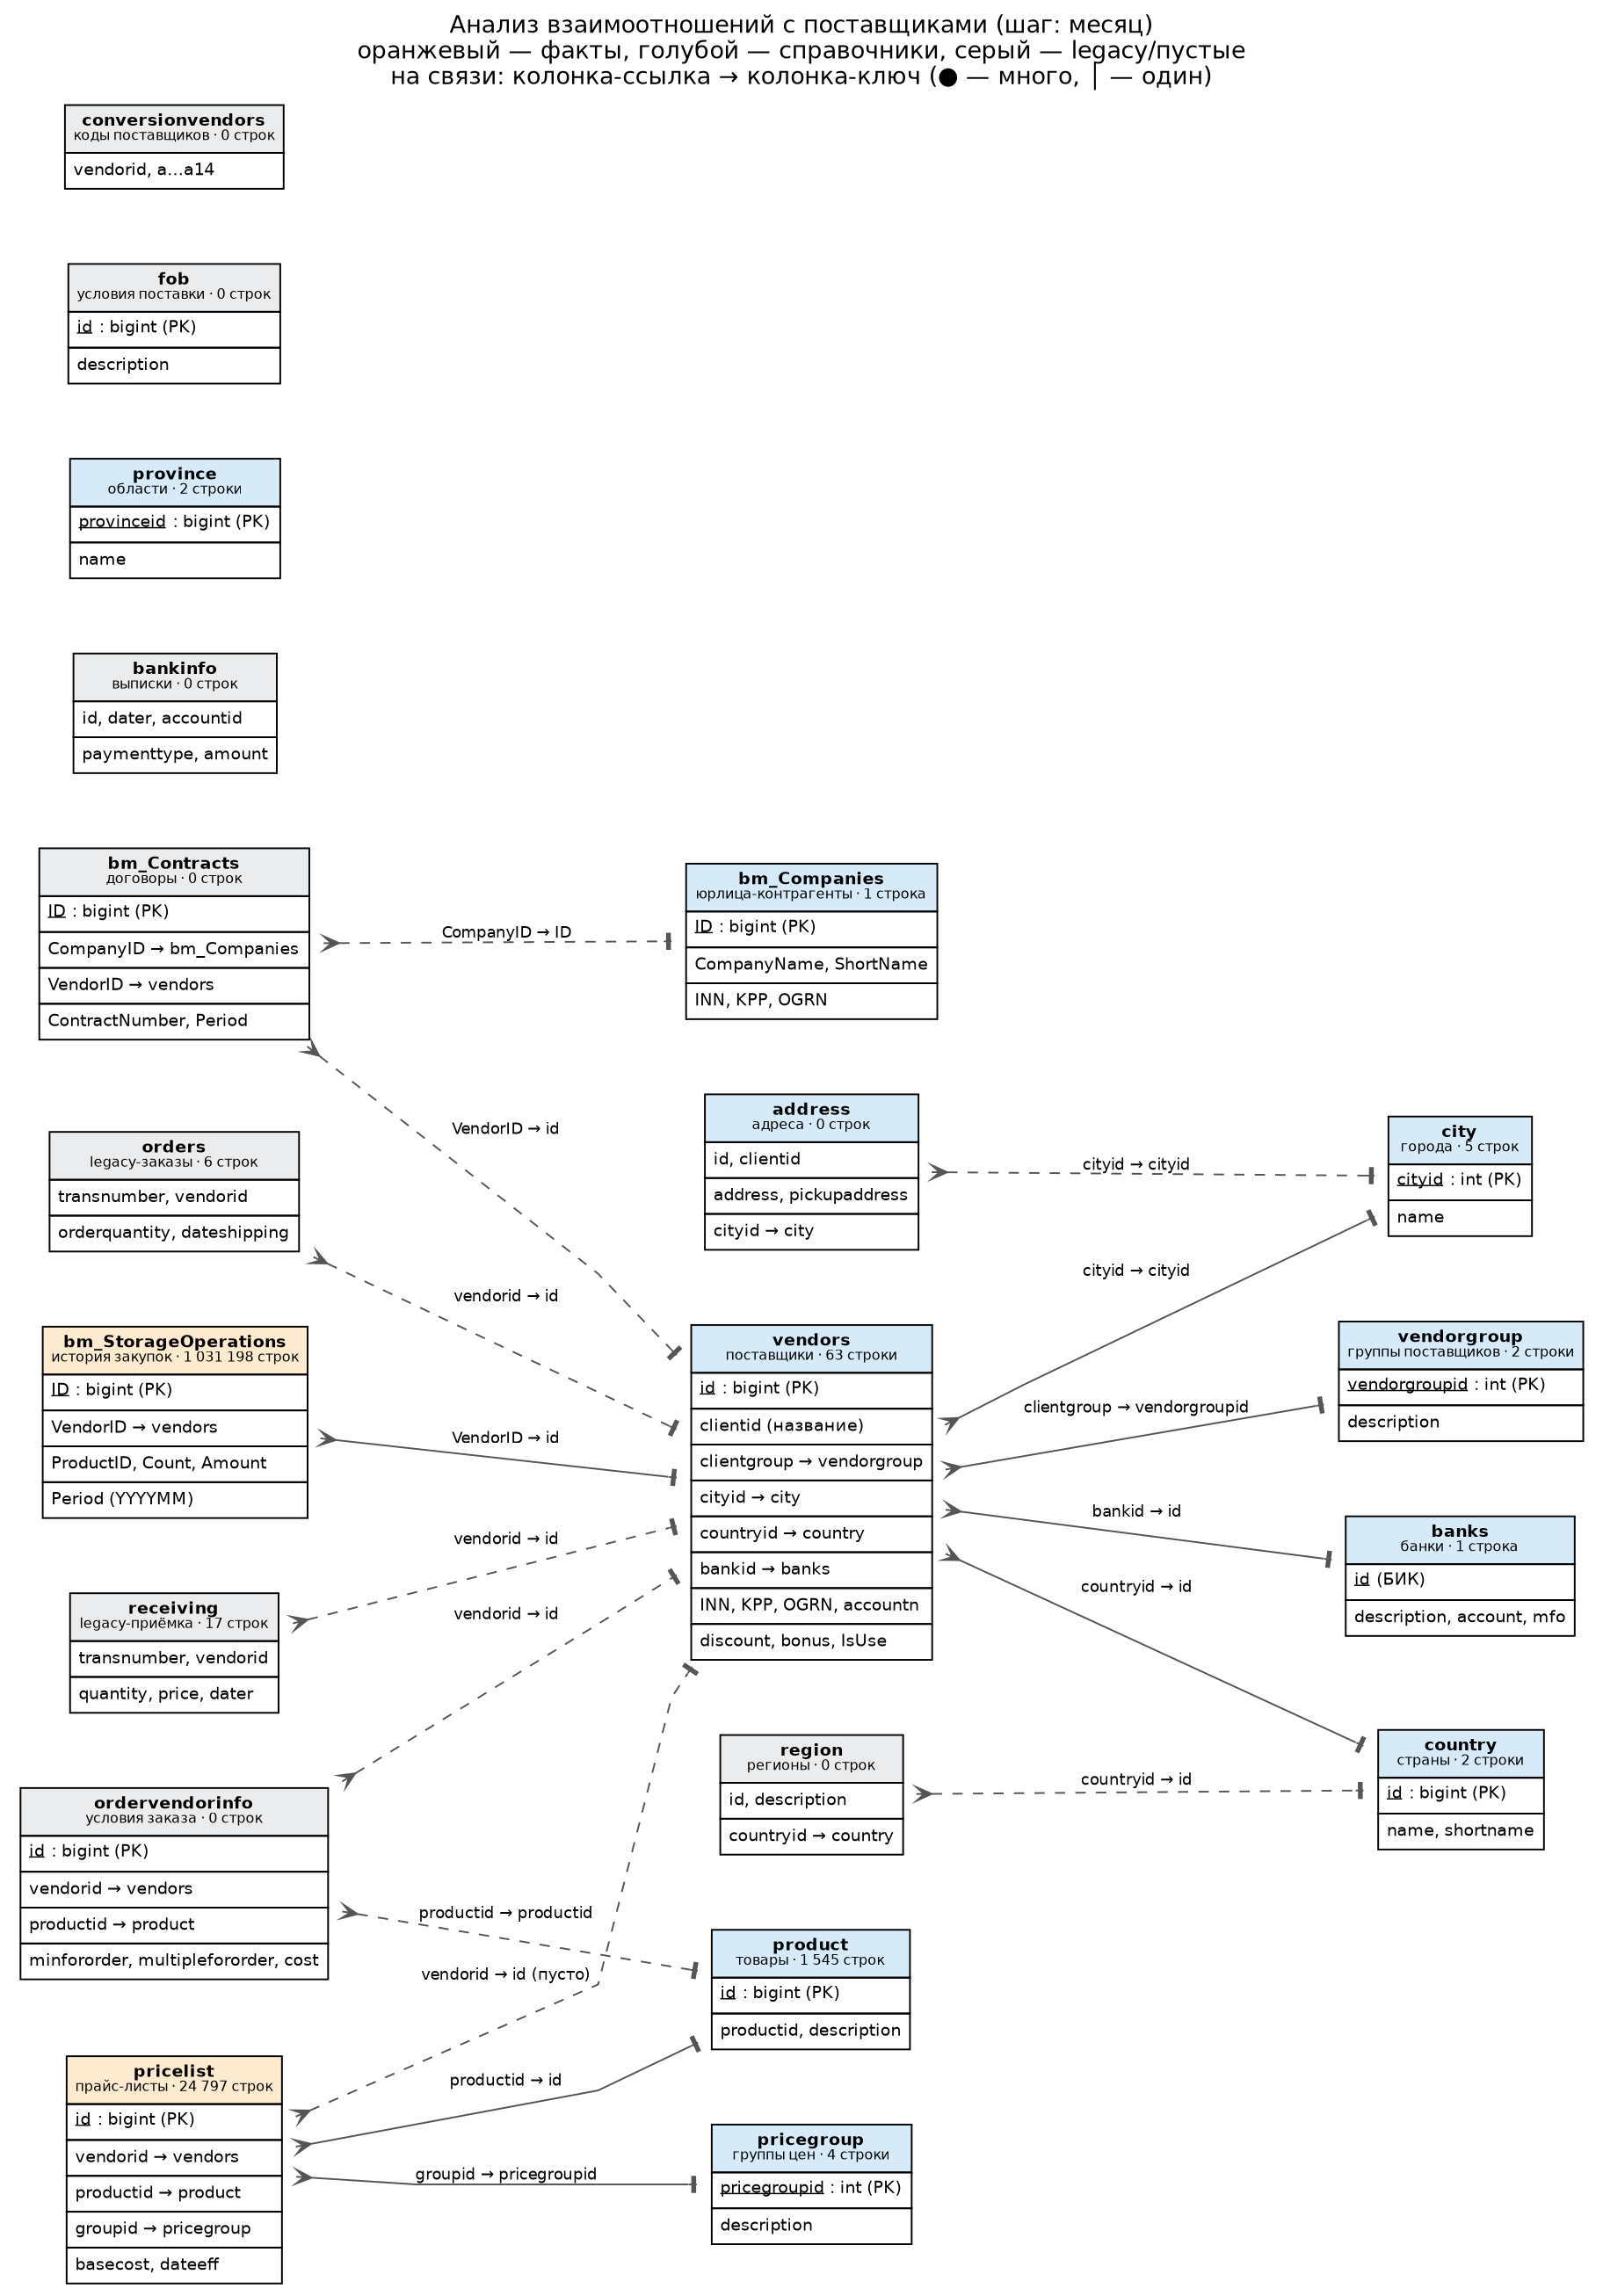 Анализ взаимоотношений с поставщиками (шаг: месяц)
оранжевый — факты, голубой — справочники, серый — legacy/пустые
на связи: колонка-ссылка → колонка-ключ (● — много, | — один)
conversionvendors
коды поставщиков · 0 строк
vendorid, a...a14
fob
условия поставки · 0 строк
id : bigint (PK)
description
province
области · 2 строки
provinceid : bigint (PK)
name
bankinfo
выписки · 0 строк
id, dater, accountid
paymenttype, amount
bm_Contracts
договоры · 0 строк
ID : bigint (PK)
CompanyID → bm_Companies
VendorID → vendors
ContractNumber, Period
CompanyID → ID
bm_Companies
юрлица-контрагенты · 1 строка
ID : bigint (PK)
CompanyName, ShortName
INN, KPP, OGRN
VendorID → id
address
адреса · 0 строк
id, clientid
address, pickupaddress
cityid → city
cityid → cityid
city
города · 5 строк
cityid : int (PK)
name
orders
legacy-заказы · 6 строк
transnumber, vendorid
orderquantity, dateshipping
vendorid → id
cityid → cityid
bm_StorageOperations
история закупок · 1 031 198 строк
ID : bigint (PK)
VendorID → vendors
ProductID, Count, Amount
Period (YYYYMM)
VendorID → id
vendors
поставщики · 63 строки
id : bigint (PK)
clientid (название)
clientgroup → vendorgroup
cityid → city
countryid → country
bankid → banks
INN, KPP, OGRN, accountn
discount, bonus, IsUse
clientgroup → vendorgroupid
vendorgroup
группы поставщиков · 2 строки
vendorgroupid : int (PK)
description
bankid → id
banks
банки · 1 строка
id (БИК)
description, account, mfo
countryid → id
receiving
legacy-приёмка · 17 строк
transnumber, vendorid
quantity, price, dater
vendorid → id
vendorid → id
region
регионы · 0 строк
id, description
countryid → country
countryid → id
country
страны · 2 строки
id : bigint (PK)
name, shortname
ordervendorinfo
условия заказа · 0 строк
id : bigint (PK)
vendorid → vendors
productid → product
minfororder, multiplefororder, cost
productid → productid
vendorid → id (пусто)
product
товары · 1 545 строк
id : bigint (PK)
productid, description
pricelist
прайс-листы · 24 797 строк
id : bigint (PK)
vendorid → vendors
productid → product
groupid → pricegroup
basecost, dateeff
productid → id
groupid → pricegroupid
pricegroup
группы цен · 4 строки
pricegroupid : int (PK)
description